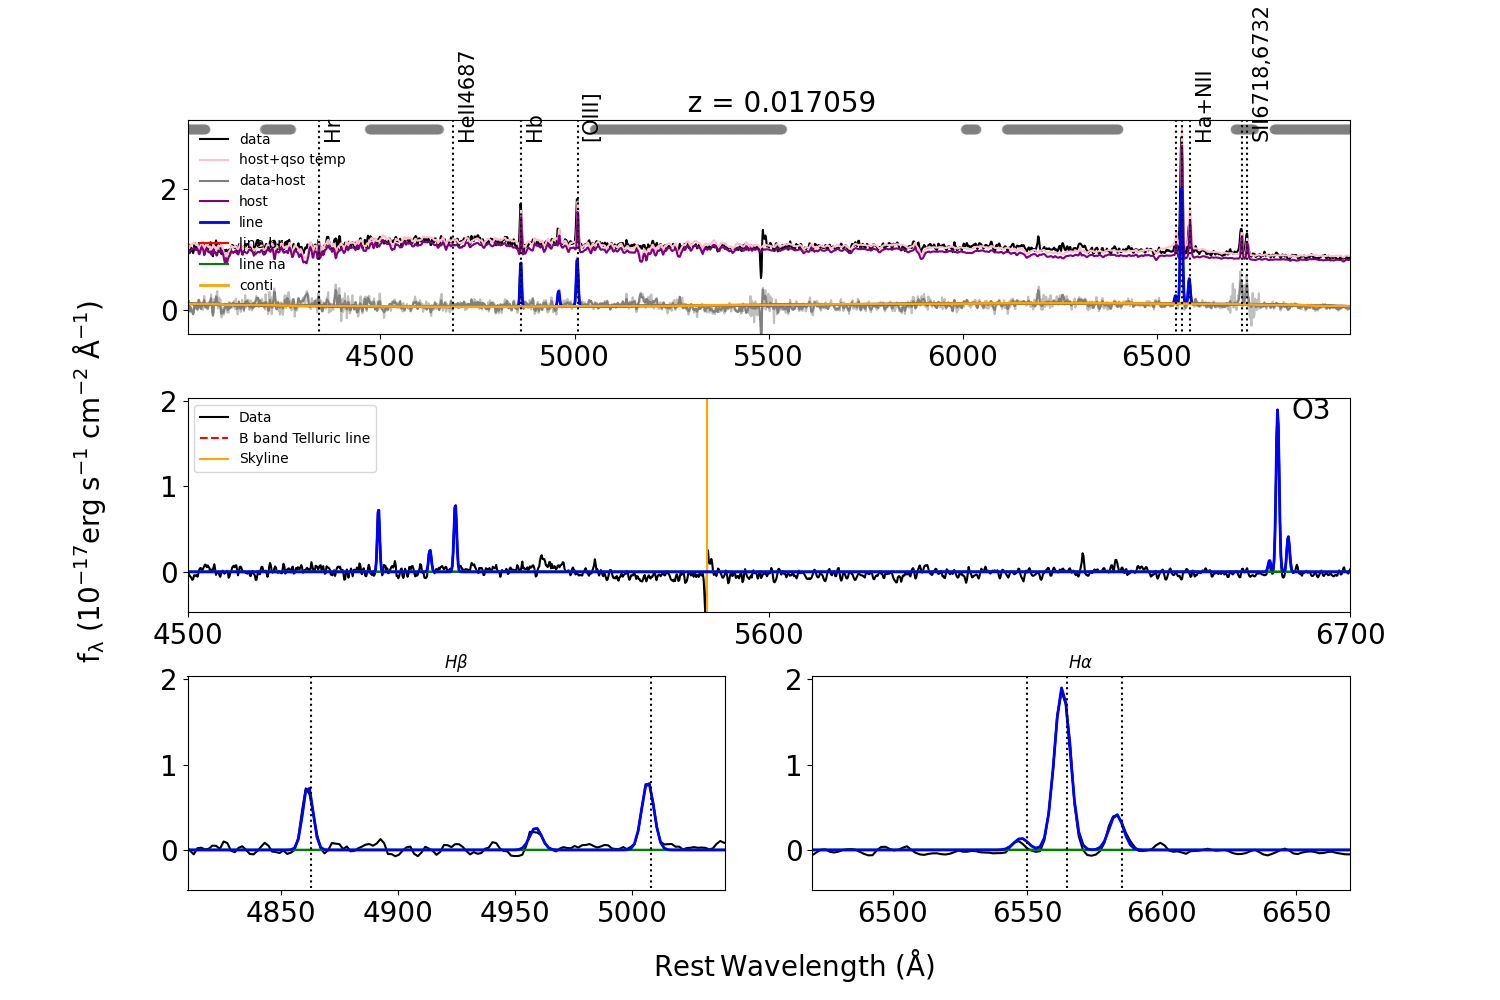 z = 0.017059
Hr
HeII4687
Hb
[OIII]
Ha+NII
SII6718,6732
data
host+qso temp
data-host
host
line
line br
line na
conti
2
0
4500
5000
5500
6000
6500
fλ (10−17erg s−1 cm−2 Å−1)
Data
B band Telluric line
Skyline
O3
2
1
0
4500
5600
6700
Hβ
2
1
0
4850
4900
4950
5000
Hα
2
1
0
6500
6550
6600
6650
Rest Wavelength (Å)